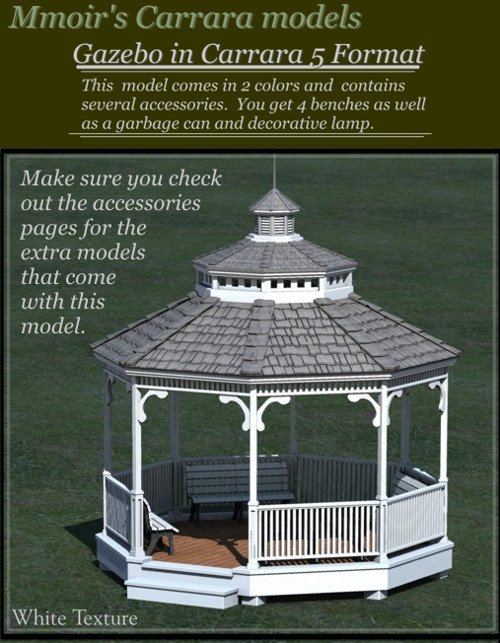 Mmoir's Carrara models
Gazebo in Carrara 5 Format
This model comes in 2 colors and contains
several accessories. You get 4 benches as well
as a garbage can and decorative lamp.
Make sure you check
out the accessories
pages for the
extra models
that come
with this
model.
White Texture